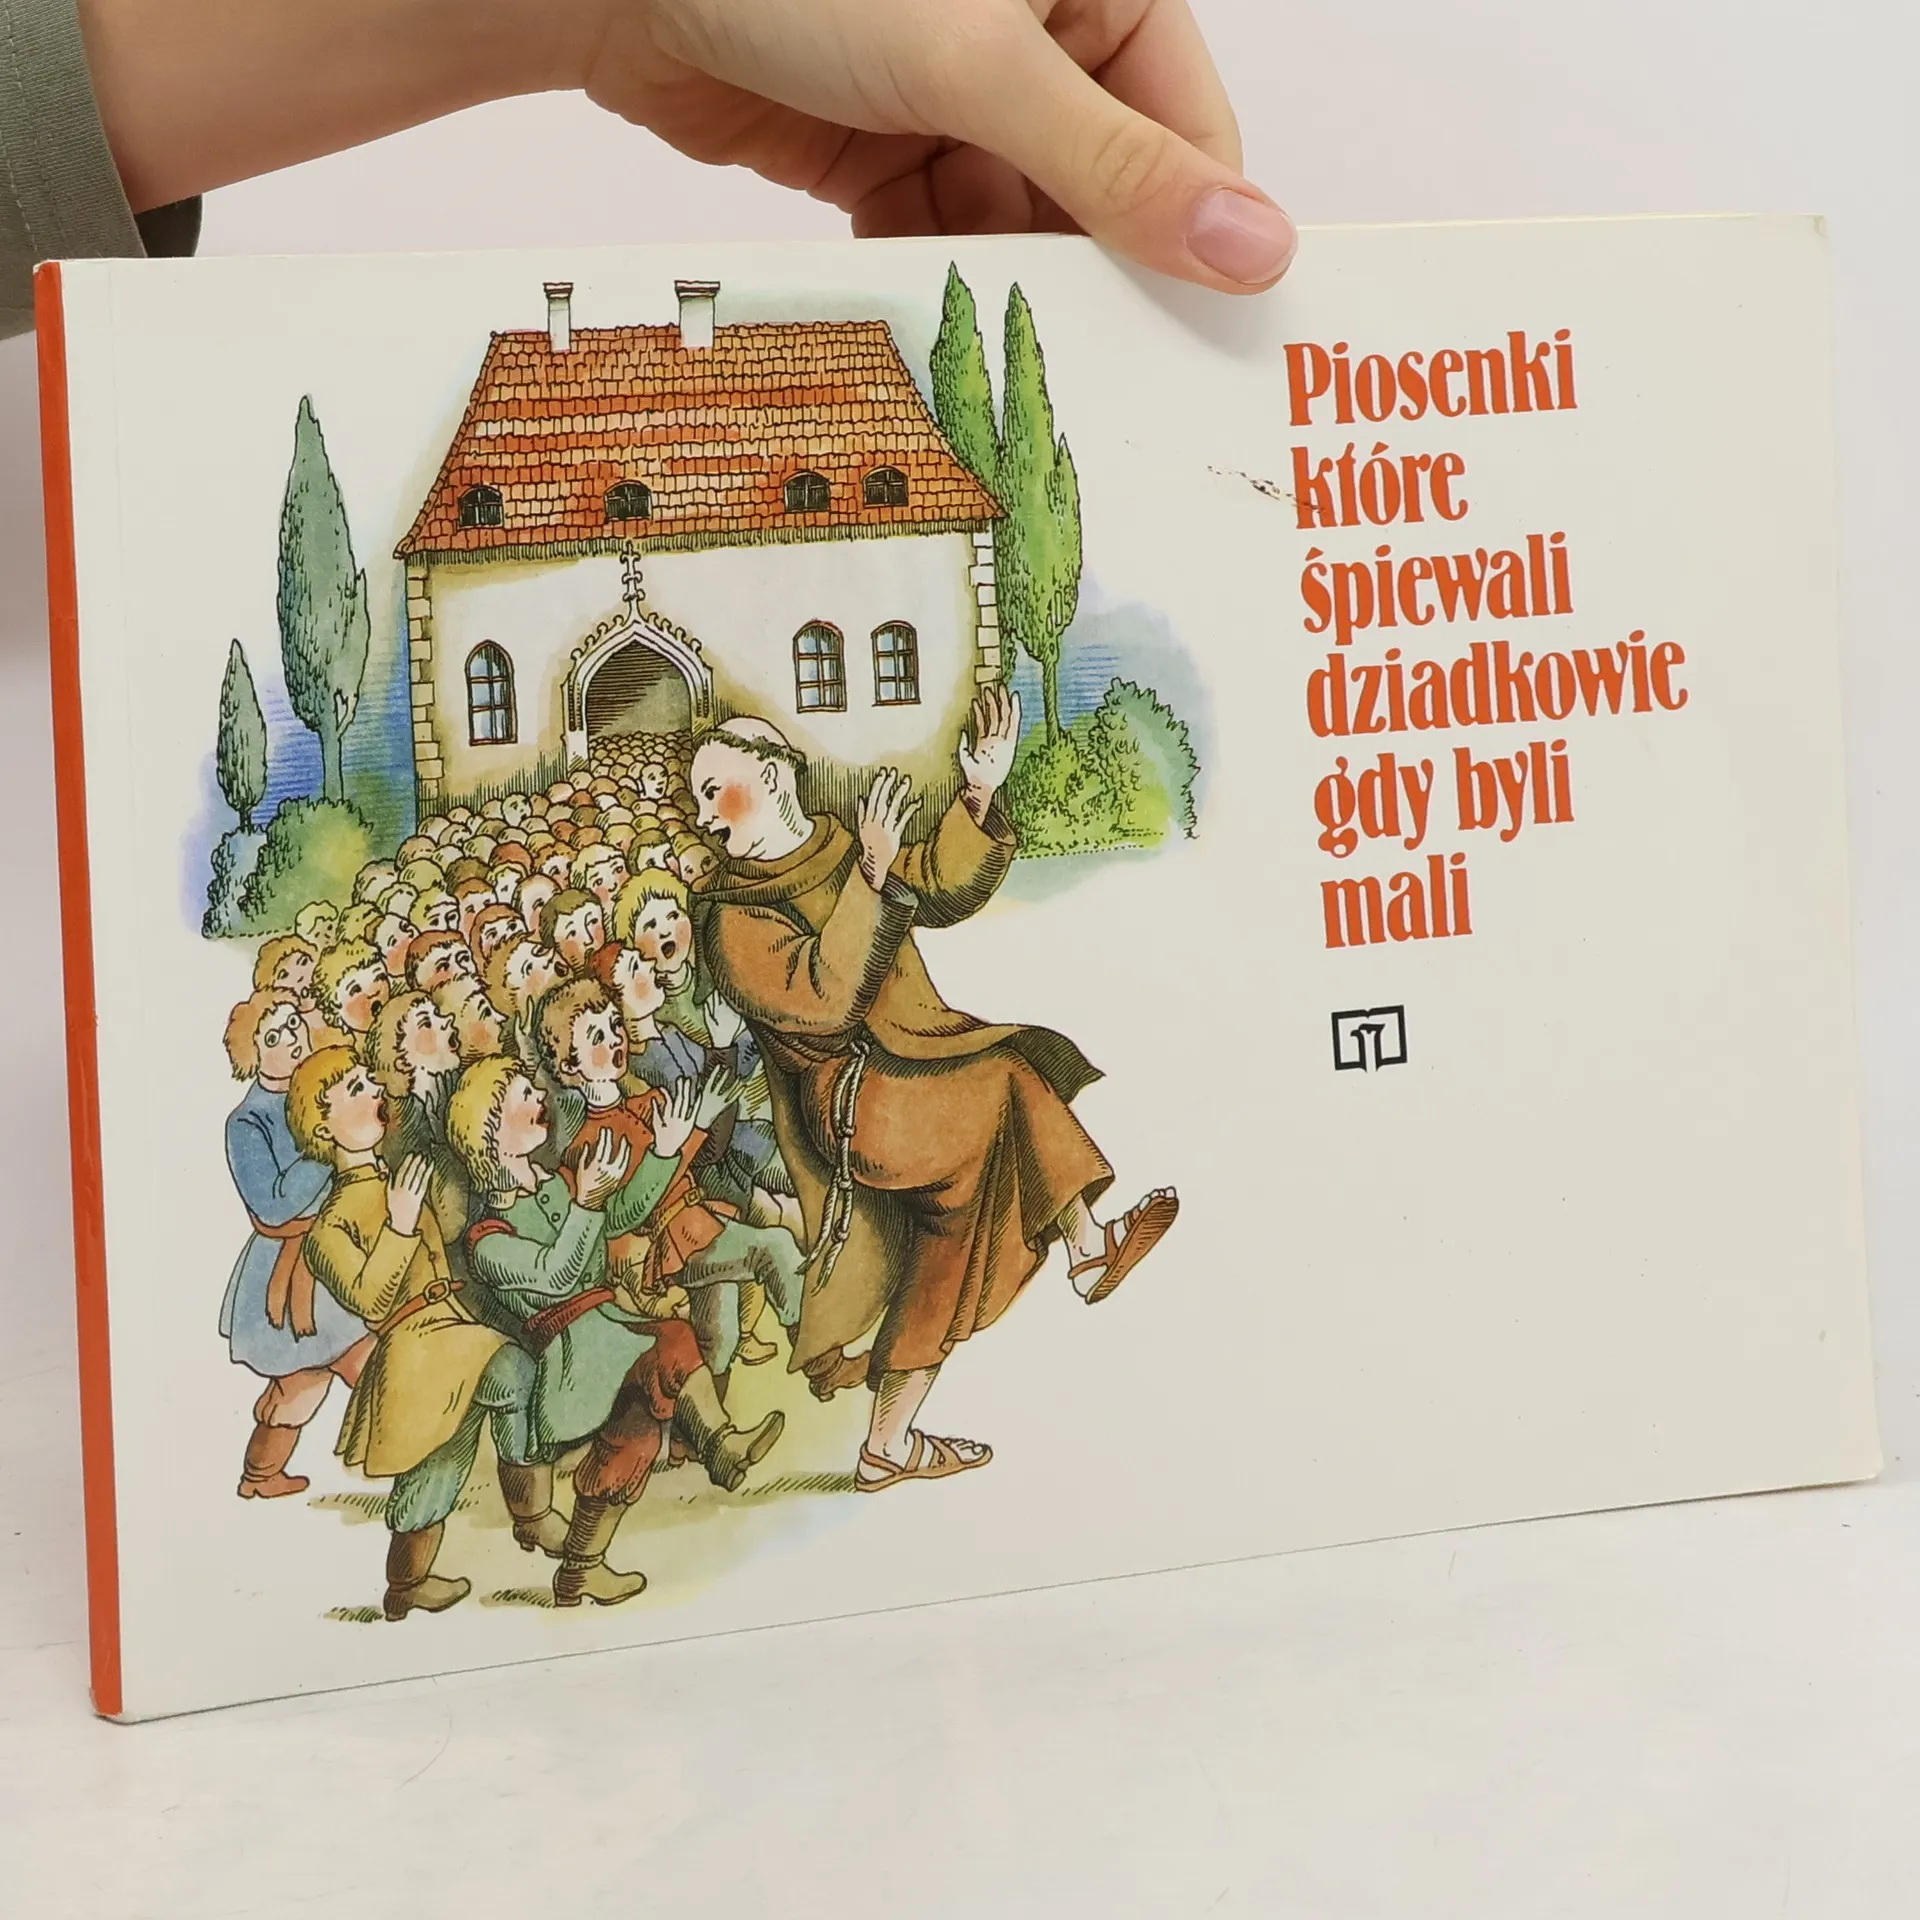 Piosenki
które
śpiewali
dziadkowie
gdy byli
mali